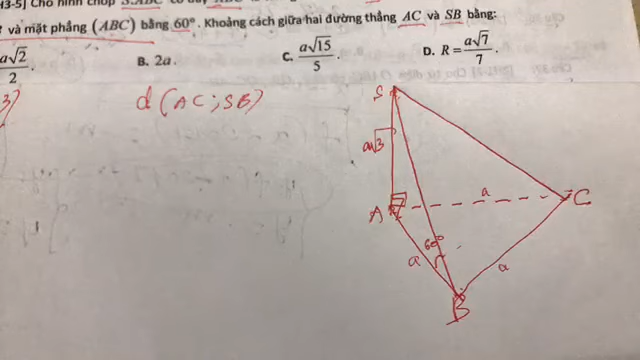 H3-5] Cho hình chóp S.ABC có đáy ABC
và mặt phẳng (ABC) bằng 60°. Khoảng cách giữa hai đường thẳng AC và SB bằng:
a√2/2. B. 2a. C. a√15/5. D. R = a√7/7.
d(AC;SB)
S
a√3
A
a
C
60°
a
a
B